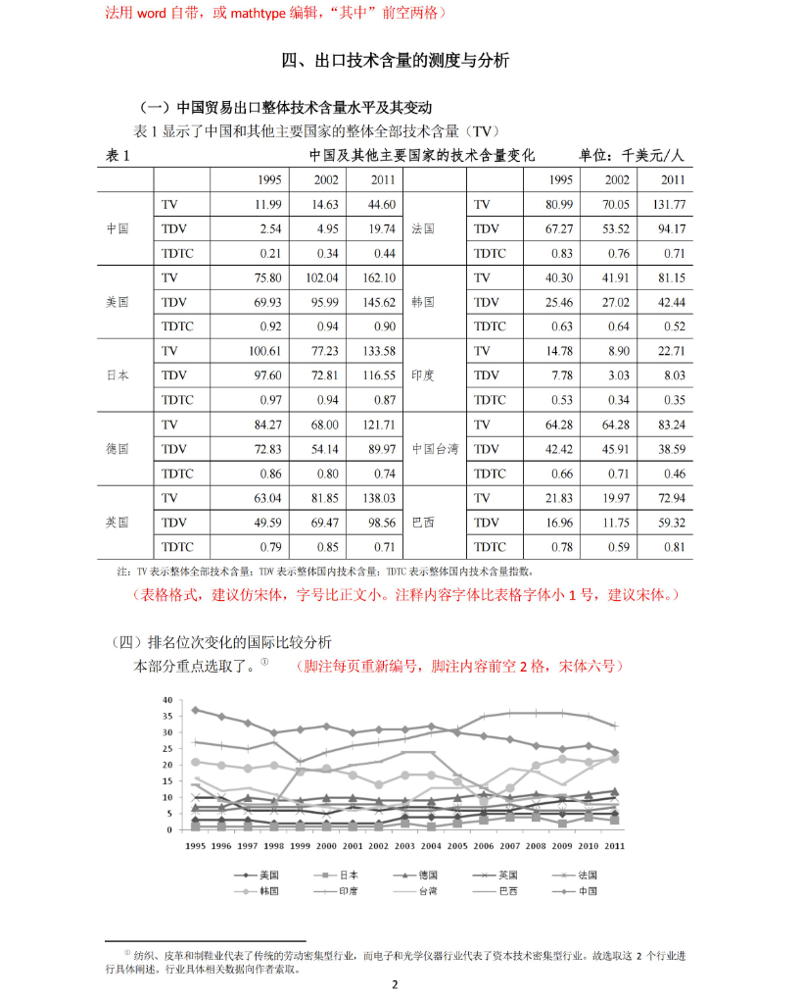 法用 word 自带，或 mathtype 编辑，“其中”前空两格）
四、出口技术含量的测度与分析
（一）中国贸易出口整体技术含量水平及其变动
表 1 显示了中国和其他主要国家的整体全部技术含量（TV）
表 1 中国及其他主要国家的技术含量变化 单位：千美元/人
1995 2002 2011 1995 2002 2011
TV 11.99 14.63 44.60 TV 80.99 70.05 131.77
中国 TDV 2.54 4.95 19.74 法国 TDV 67.27 53.52 94.17
TDTC 0.21 0.34 0.44 TDTC 0.83 0.76 0.71
TV 75.80 102.04 162.10 TV 40.30 41.91 81.15
美国 TDV 69.93 95.99 145.62 韩国 TDV 25.46 27.02 42.44
TDTC 0.92 0.94 0.90 TDTC 0.63 0.64 0.52
TV 100.61 77.23 133.58 TV 14.78 8.90 22.71
日本 TDV 97.60 72.81 116.55 印度 TDV 7.78 3.03 8.03
TDTC 0.97 0.94 0.87 TDTC 0.53 0.34 0.35
TV 84.27 68.00 121.71 TV 64.28 64.28 83.24
德国 TDV 72.83 54.14 89.97 中国台湾 TDV 42.42 45.91 38.59
TDTC 0.86 0.80 0.74 TDTC 0.66 0.71 0.46
TV 63.04 81.85 138.03 TV 21.83 19.97 72.94
英国 TDV 49.59 69.47 98.56 巴西 TDV 16.96 11.75 59.32
TDTC 0.79 0.85 0.71 TDTC 0.78 0.59 0.81
注：TV 表示整体全部技术含量；TDV 表示整体国内技术含量；TDTC 表示整体国内技术含量指数。
（表格格式，建议仿宋体，字号比正文小。注释内容字体比表格字体小 1 号，建议宋体。）
（四）排名位次变化的国际比较分析
本部分重点选取了。① （脚注每页重新编号，脚注内容前空 2 格，宋体六号）
40
35
30
25
20
15
10
5
0
1995 1996 1997 1998 1999 2000 2001 2002 2003 2004 2005 2006 2007 2008 2009 2010 2011
美国 日本 德国 英国 法国
韩国 印度 台湾 巴西 中国
① 纺织、皮革和制鞋业代表了传统的劳动密集型行业，而电子和光学仪器行业代表了资本技术密集型行业。故选取这 2 个行业进
行具体阐述。行业具体相关数据向作者索取。
2